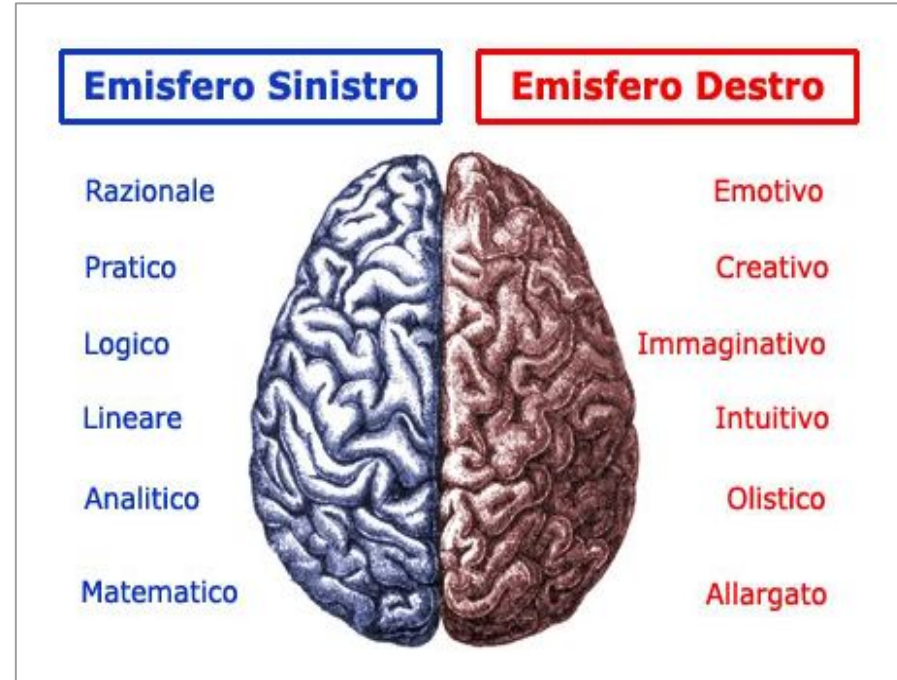 Emisfero Sinistro
Emisfero Destro
Razionale
Pratico
Logico
Lineare
Analitico
Matematico
Emotivo
Creativo
Immaginativo
Intuitivo
Olistico
Allargato